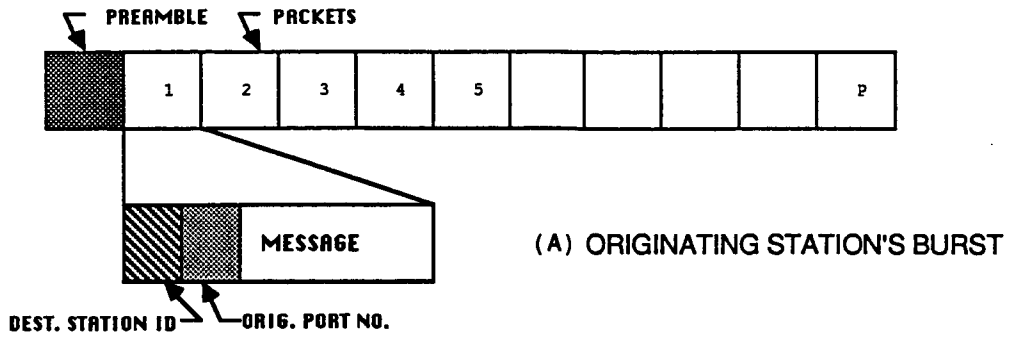 PREAMBLE PACKETS
1 2 3 4 5 P
MESSAGE
(A) ORIGINATING STATION'S BURST
DEST. STATION ID ORIG. PORT NO.